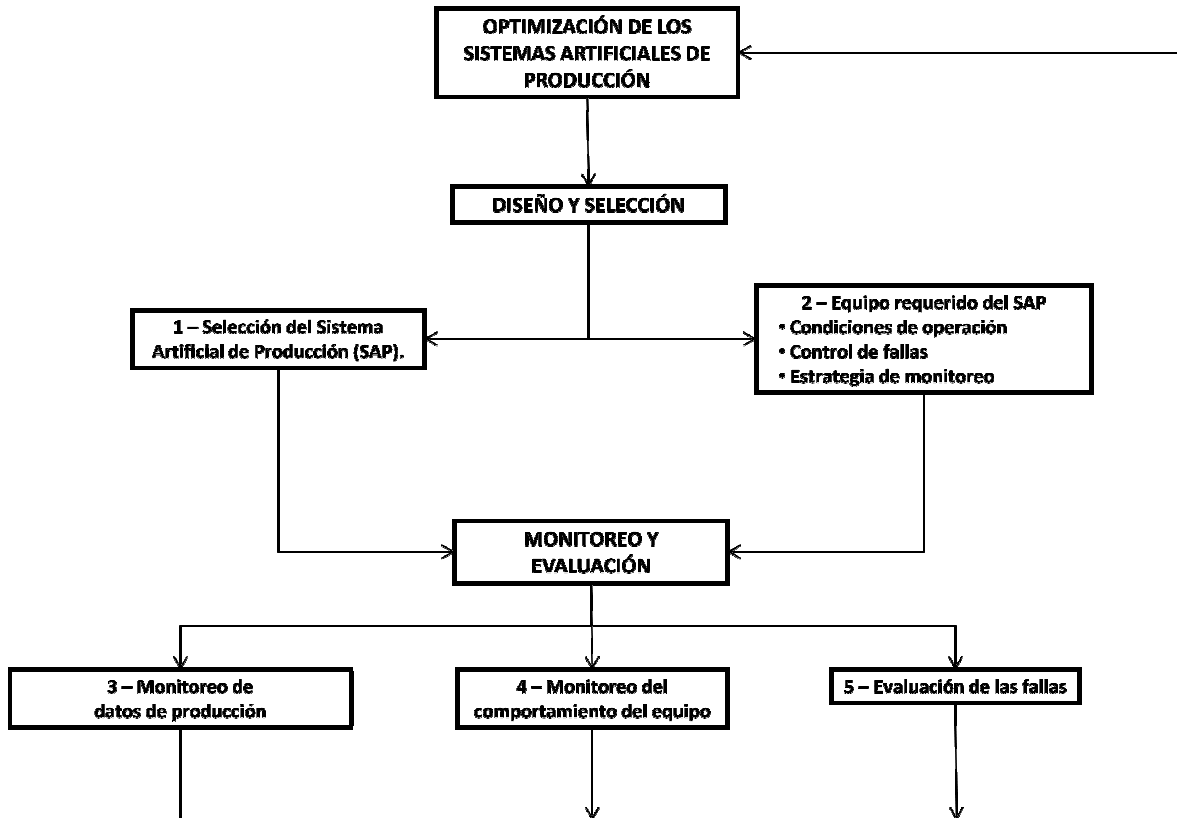 OPTIMIZACIÓN DE LOS
SISTEMAS ARTIFICIALES DE
PRODUCCIÓN
DISEÑO Y SELECCIÓN
1 – Selección del Sistema
Artificial de Producción (SAP).
2 – Equipo requerido del SAP
• Condiciones de operación
• Control de fallas
• Estrategia de monitoreo
MONITOREO Y
EVALUACIÓN
3 – Monitoreo de
datos de producción
4 – Monitoreo del
comportamiento del equipo
5 – Evaluación de las fallas